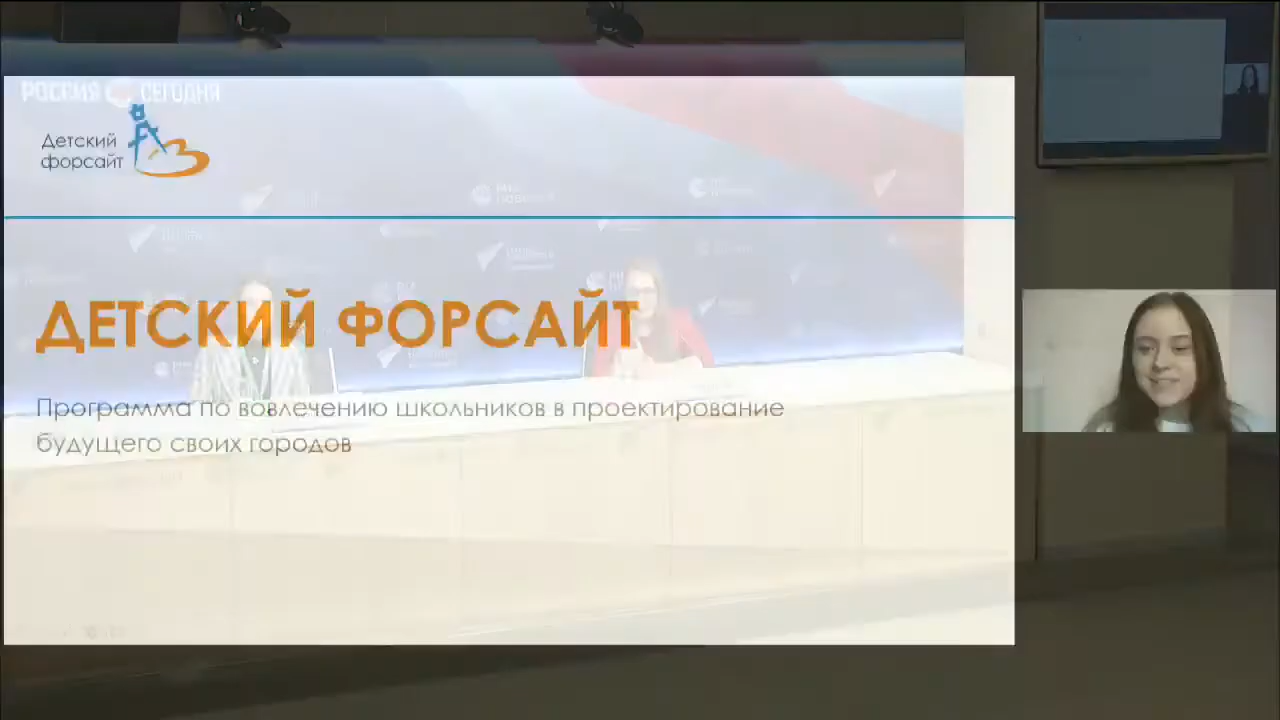 РОССИЯ СЕГОДНЯ
Детский
форсайт
ДЕТСКИЙ ФОРСАЙТ
Программа по вовлечению школьников в проектирование
будущего своих городов